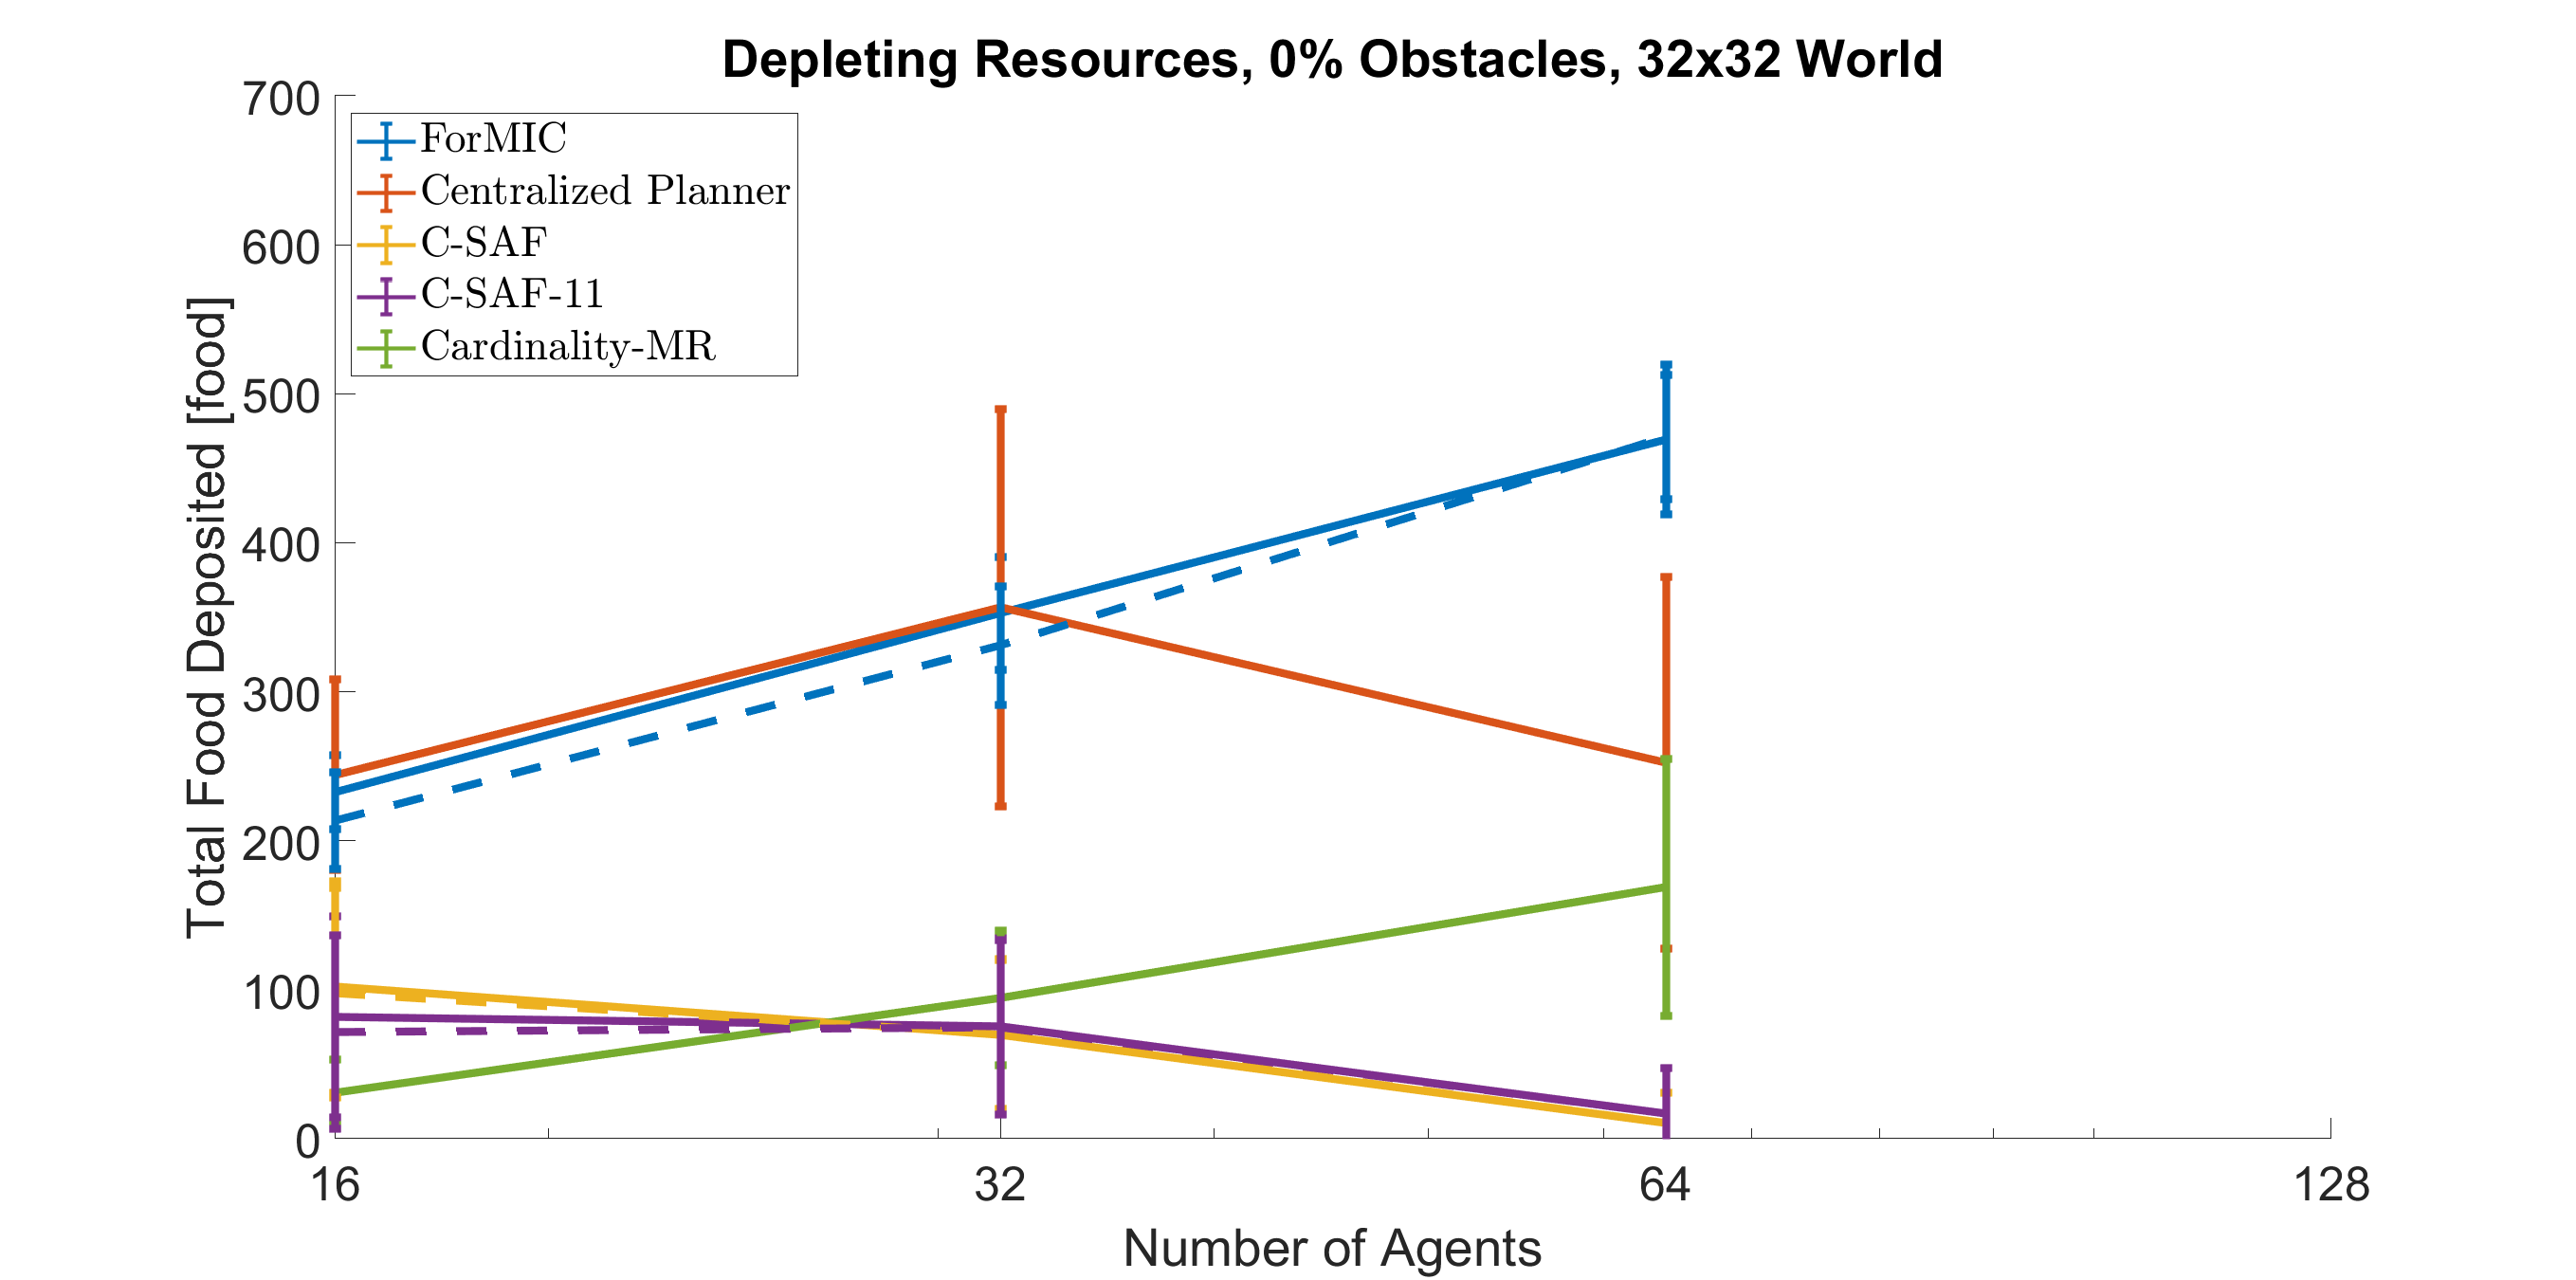 Depleting Resources, 0% Obstacles, 32x32 World
700
600
500
400
300
200
100
0
Total Food Deposited [food]
ForMIC
Centralized Planner
C-SAF
C-SAF-11
Cardinality-MR
16
32
64
128
Number of Agents